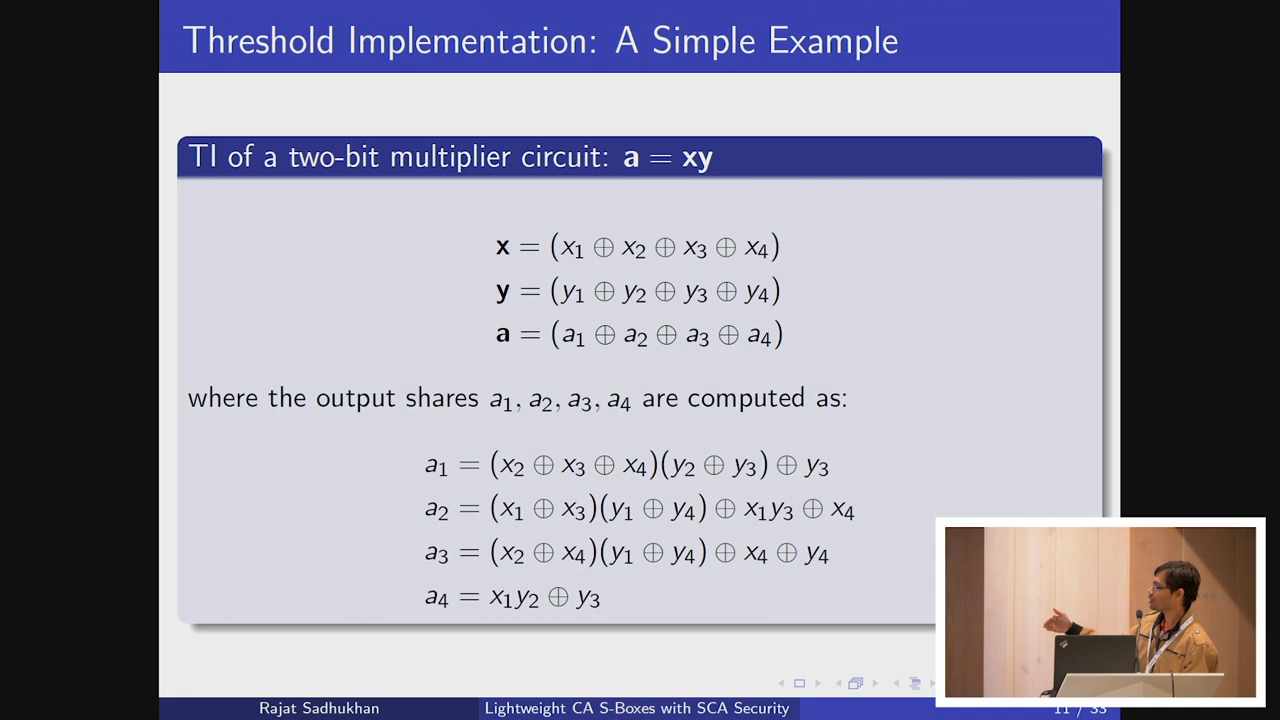 Threshold Implementation: A Simple Example
TI of a two-bit multiplier circuit: a = xy
x = (x₁ ⊕ x₂ ⊕ x₃ ⊕ x₄)
y = (y₁ ⊕ y₂ ⊕ y₃ ⊕ y₄)
a = (a₁ ⊕ a₂ ⊕ a₃ ⊕ a₄)
where the output shares a₁, a₂, a₃, a₄ are computed as:
a₁ = (x₂ ⊕ x₃ ⊕ x₄)(y₂ ⊕ y₃) ⊕ y₃
a₂ = (x₁ ⊕ x₃)(y₁ ⊕ y₄) ⊕ x₁y₃ ⊕ x₄
a₃ = (x₂ ⊕ x₄)(y₁ ⊕ y₄) ⊕ x₄ ⊕ y₄
a₄ = x₁y₂ ⊕ y₃
Rajat Sadhukhan Lightweight CA S-Boxes with SCA Security 11 / 33